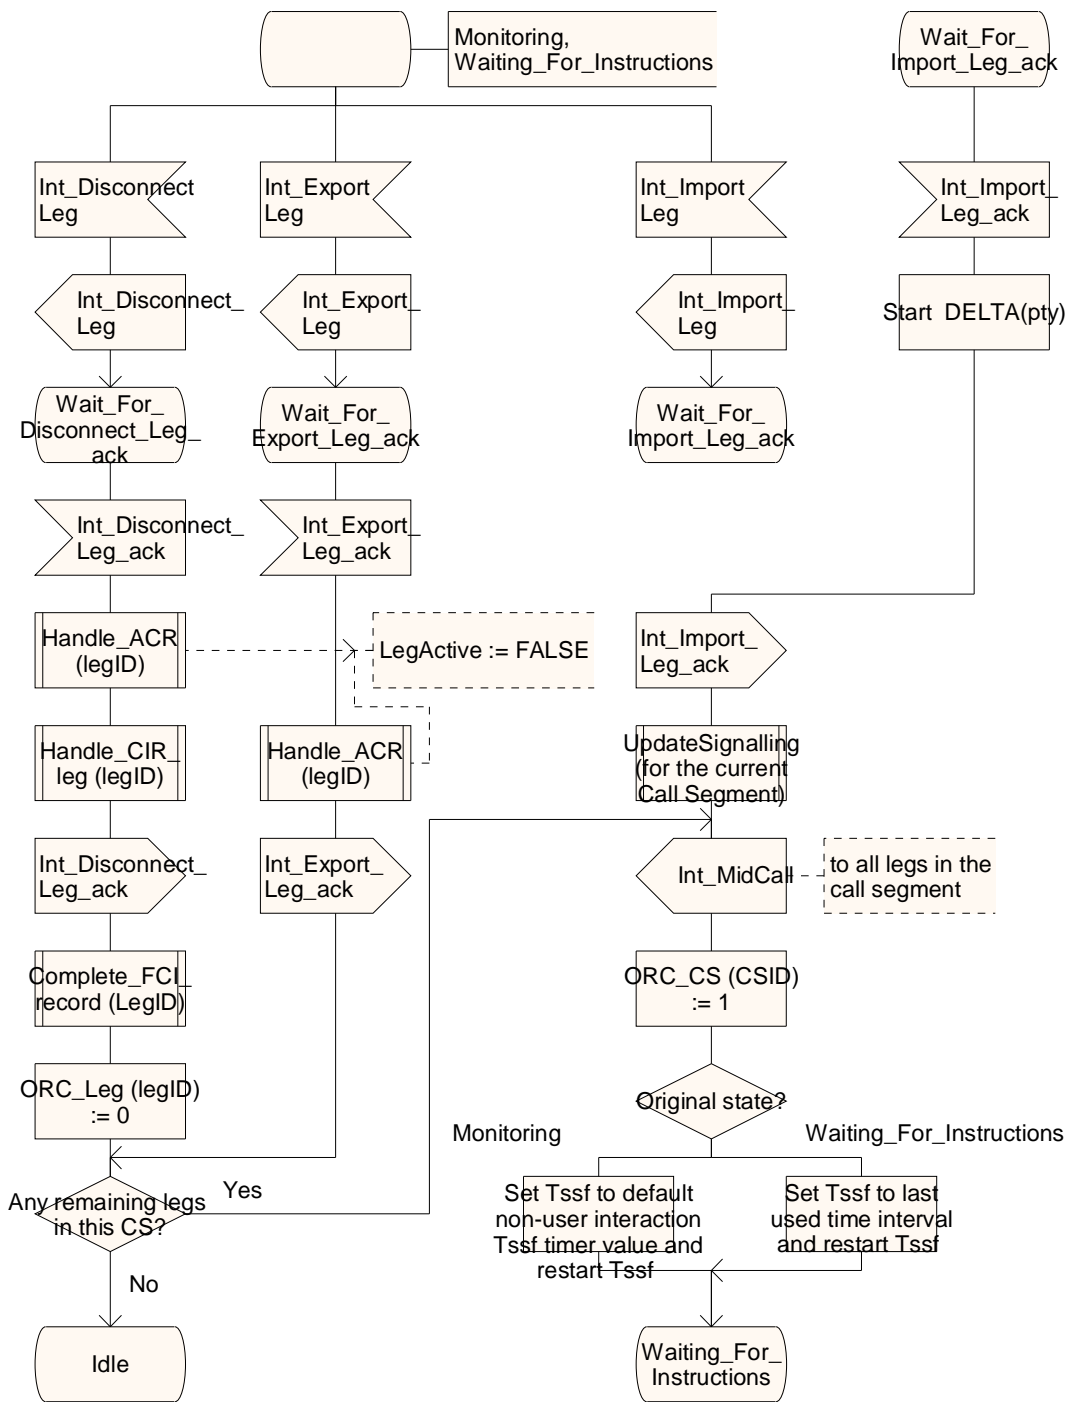 Monitoring,
Waiting_For_Instructions
Wait_For_
Import_Leg_ack
Int_Disconnect
Leg
Int_Export
Leg
Int_Import
Leg
Int_Import_
Leg_ack
Int_Disconnect_
Leg
Int_Export_
Leg
Int_Import_
Leg
Start  DELTA(pty)
Wait_For_
Disconnect_Leg_
ack
Wait_For_
Export_Leg_ack
Wait_For_
Import_Leg_ack
Int_Disconnect_
Leg_ack
Int_Export_
Leg_ack
Handle_ACR
(legID)
LegActive := FALSE
Int_Import_
Leg_ack
Handle_CIR_
leg (legID)
Handle_ACR
(legID)
UpdateSignalling
(for the current
Call Segment)
Int_Disconnect_
Leg_ack
Int_Export_
Leg_ack
Int_MidCall
to all legs in the
call segment
Complete_FCI_
record (LegID)
ORC_CS (CSID)
:= 1
ORC_Leg (legID)
:= 0
Original state?
Monitoring
Waiting_For_Instructions
Any remaining legs
in this CS?
Yes
Set Tssf to default
non-user interaction
Tssf timer value and
restart Tssf
Set Tssf to last
used time interval
and restart Tssf
No
Idle
Waiting_For_
Instructions